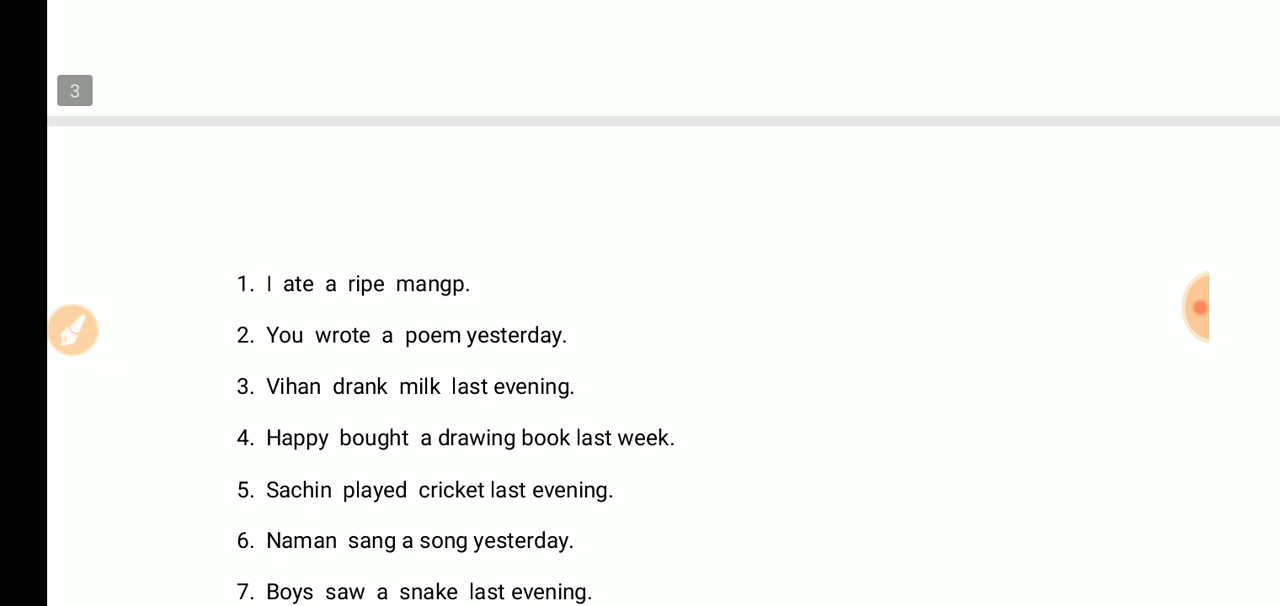 3
1. I ate a ripe mangp.
2. You wrote a poem yesterday.
3. Vihan drank milk last evening.
4. Happy bought a drawing book last week.
5. Sachin played cricket last evening.
6. Naman sang a song yesterday.
7. Boys saw a snake last evening.